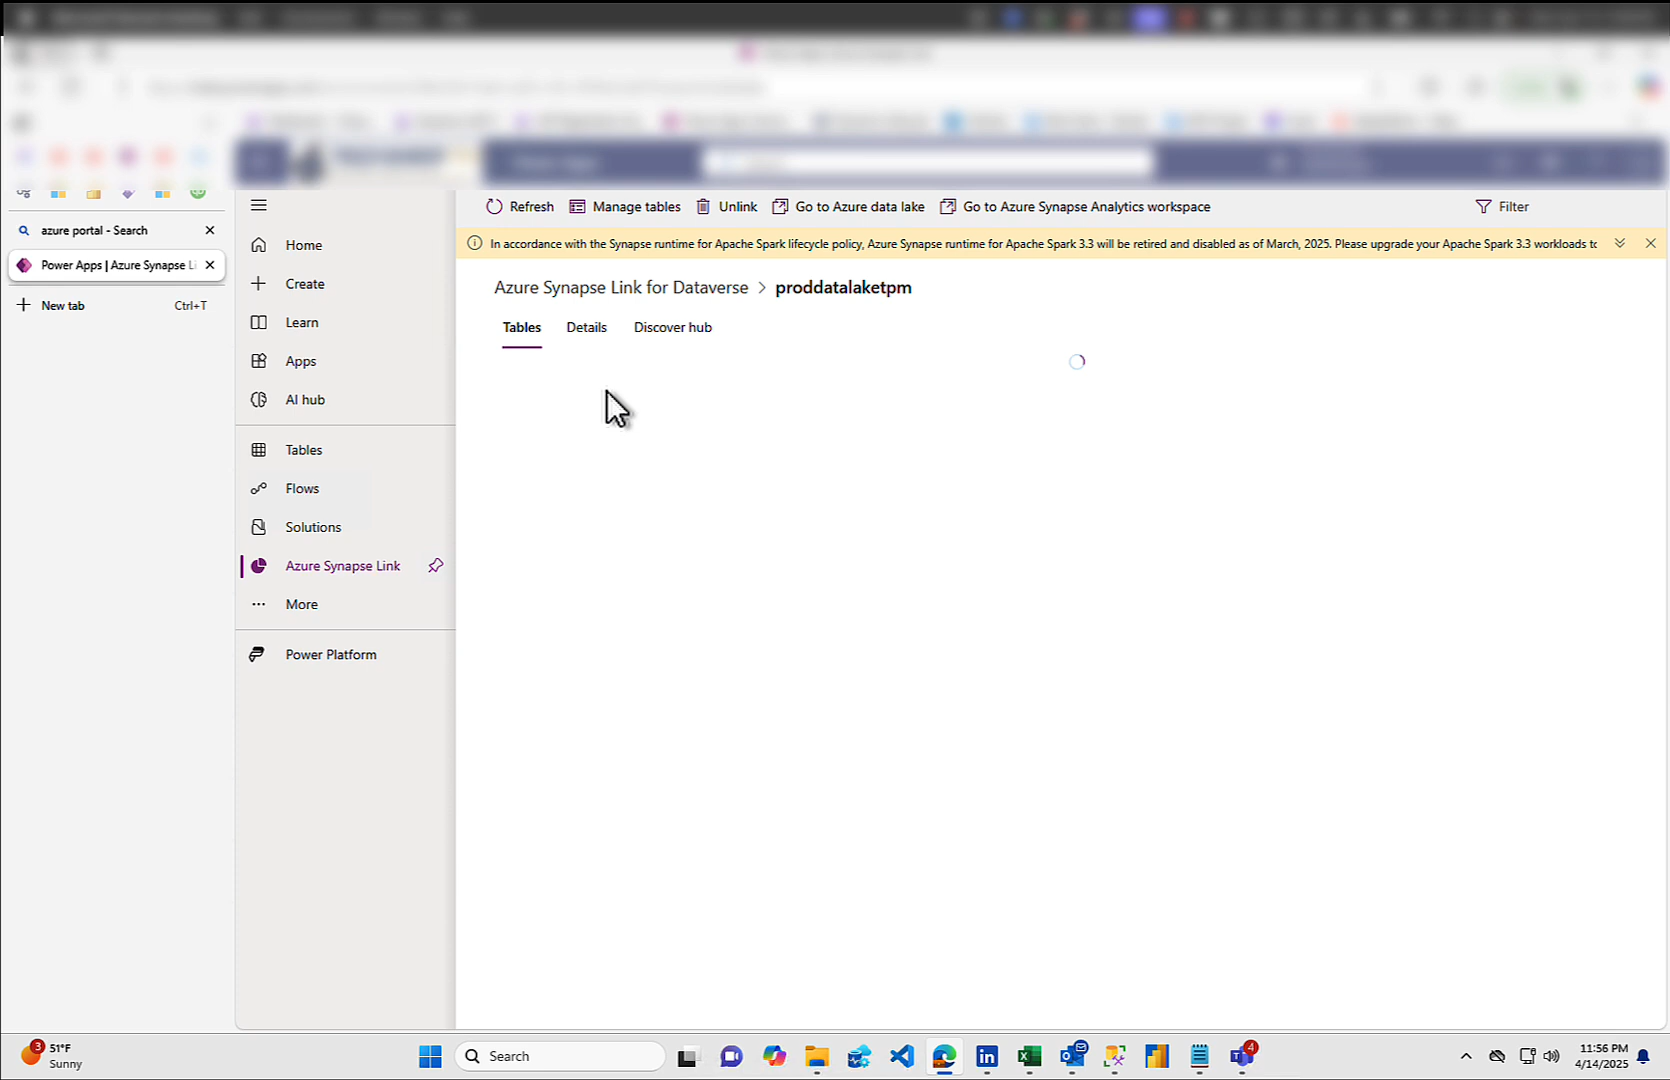 azure portal - Search
Power Apps | Azure Synapse Li
New tab
Ctrl+T
Home
Create
Learn
Apps
AI hub
Tables
Flows
Solutions
Azure Synapse Link
More
Power Platform
Refresh
Manage tables
Unlink
Go to Azure data lake
Go to Azure Synapse Analytics workspace
Filter
In accordance with the Synapse runtime for Apache Spark lifecycle policy, Azure Synapse runtime for Apache Spark 3.3 will be retired and disabled as of March, 2025. Please upgrade your Apache Spark 3.3 workloads to
Azure Synapse Link for Dataverse > proddatalaketpm
Tables
Details
Discover hub
3
51°F
Sunny
Search
4
11:56 PM
4/14/2025